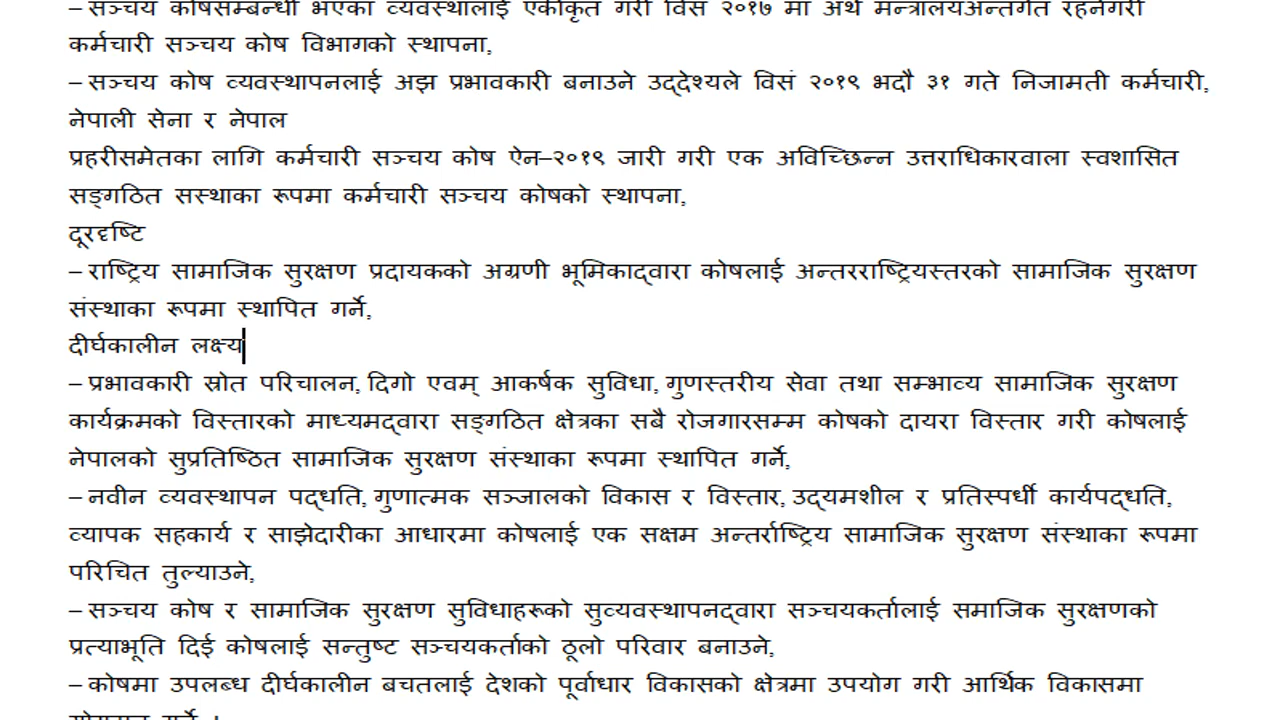 – सञ्चय कोषसम्बन्धी भएका व्यवस्थालाई एकीकृत गरी विसं २०१७ मा अर्थ मन्त्रालयअन्तर्गत रहनेगरी
कर्मचारी सञ्चय कोष विभागको स्थापना,
– सञ्चय कोष व्यवस्थापनलाई अझ प्रभावकारी बनाउने उद्देश्यले विसं २०१९ भदौ ३१ गते निजामती कर्मचारी,
नेपाली सेना र नेपाल
प्रहरीसमेतका लागि कर्मचारी सञ्चय कोष ऐन–२०१९ जारी गरी एक अविच्छिन्न उत्तराधिकारवाला स्वशासित
सङ्गठित सस्थाका रूपमा कर्मचारी सञ्चय कोषको स्थापना,
दूरदृष्टि
– राष्ट्रिय सामाजिक सुरक्षण प्रदायकको अग्रणी भूमिकाद्वारा कोषलाई अन्तरराष्ट्रियस्तरको सामाजिक सुरक्षण
संस्थाका रूपमा स्थापित गर्ने,
दीर्घकालीन लक्ष्य
– प्रभावकारी स्रोत परिचालन, दिगो एवम् आकर्षक सुविधा, गुणस्तरीय सेवा तथा सम्भाव्य सामाजिक सुरक्षण
कार्यक्रमको विस्तारको माध्यमद्वारा सङ्गठित क्षेत्रका सबै रोजगारसम्म कोषको दायरा विस्तार गरी कोषलाई
नेपालको सुप्रतिष्ठित सामाजिक सुरक्षण संस्थाका रूपमा स्थापित गर्ने,
– नवीन व्यवस्थापन पद्धति, गुणात्मक सञ्जालको विकास र विस्तार, उद्यमशील र प्रतिस्पर्धी कार्यपद्धति,
व्यापक सहकार्य र साझेदारीका आधारमा कोषलाई एक सक्षम अन्तर्राष्ट्रिय सामाजिक सुरक्षण संस्थाका रूपमा
परिचित तुल्याउने,
– सञ्चय कोष र सामाजिक सुरक्षण सुविधाहरूको सुव्यवस्थापनद्वारा सञ्चयकर्तालाई समाजिक सुरक्षणको
प्रत्याभूति दिई कोषलाई सन्तुष्ट सञ्चयकर्ताको ठूलो परिवार बनाउने,
– कोषमा उपलब्ध दीर्घकालीन बचतलाई देशको पूर्वाधार विकासको क्षेत्रमा उपयोग गरी आर्थिक विकासमा